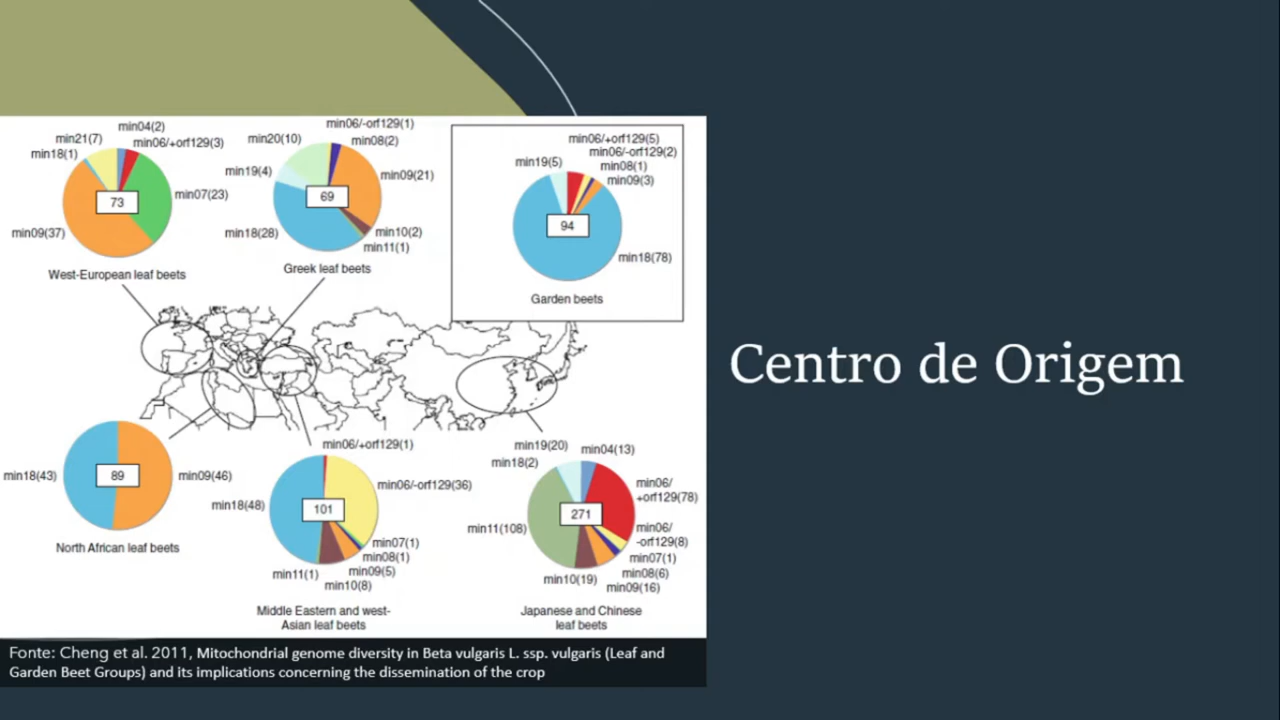 min04(2)
min21(7)
min06/+orf129(3)
min18(1)
min07(23)
73
min09(37)
West-European leaf beets
min06/-orf129(1)
min20(10)
min08(2)
min19(4)
min09(21)
69
min18(28)
min10(2)
min11(1)
Greek leaf beets
min06/+orf129(5)
min06/-orf129(2)
min19(5)
min08(1)
min09(3)
94
min18(78)
Garden beets
Centro de Origem
min18(43)
89
min09(46)
North African leaf beets
min06/+orf129(1)
min06/-orf129(36)
min18(48)
101
min07(1)
min08(1)
min09(5)
min11(1)
min10(8)
Middle Eastern and west-
Asian leaf beets
min19(20)
min04(13)
min18(2)
min06/
+orf129(78)
271
min11(108)
min06/
-orf129(8)
min07(1)
min08(6)
min10(19)
min09(16)
Japanese and Chinese
leaf beets
Fonte: Cheng et al. 2011, Mitochondrial genome diversity in Beta vulgaris L. ssp. vulgaris (Leaf and
Garden Beet Groups) and its implications concerning the dissemination of the crop